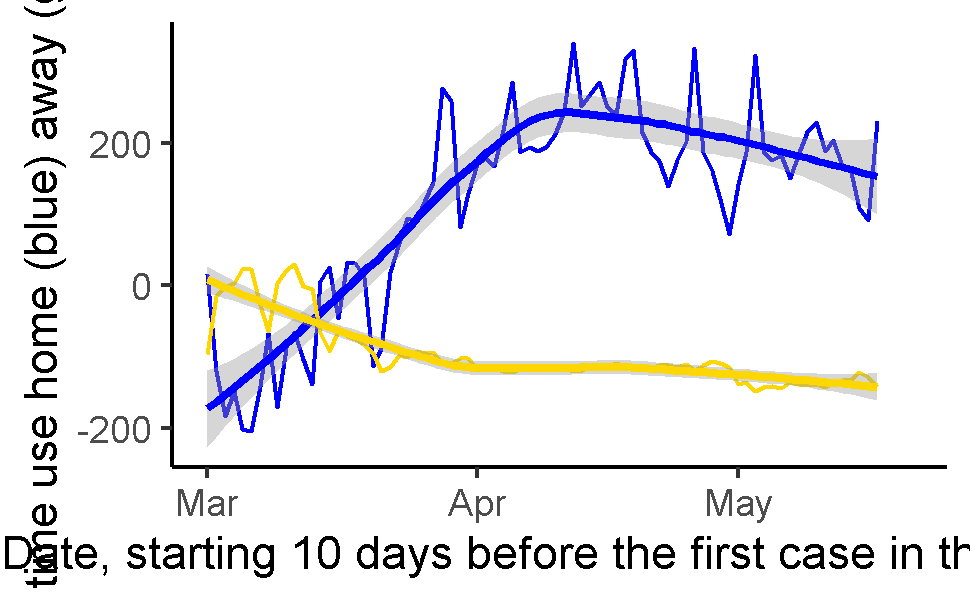 time use home (blue) away (g
200
0
-200
Mar Apr May
Date, starting 10 days before the first case in th